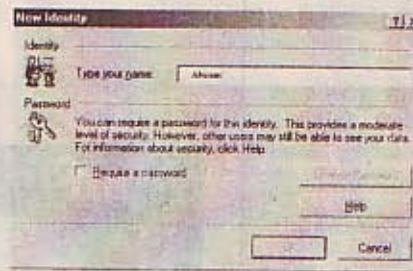 New Identity
Identity
Type your name:
Password
You can require a password for this identity. This provides a moderate
level of security. However, other users may still be able to see your data.
For information about security, click Help.
Require a password
Help
Cancel